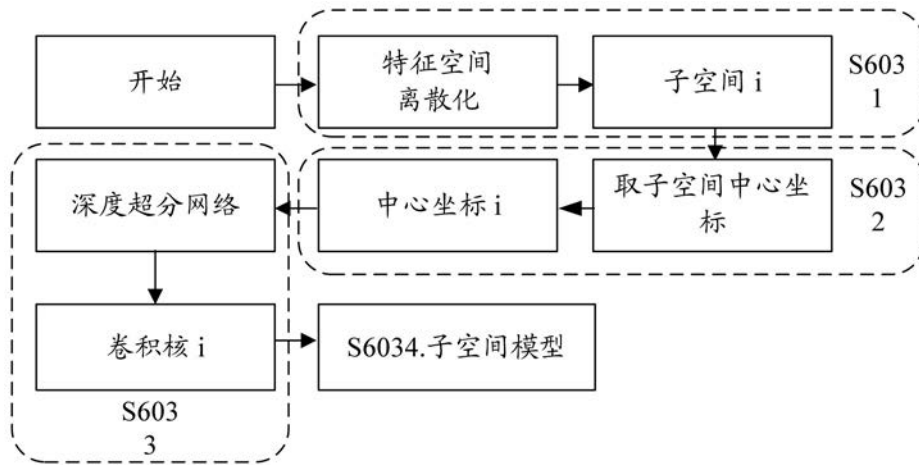 开始
特征空间
离散化
子空间 i
S603
1
深度超分网络
中心坐标 i
取子空间中心坐
标
S603
2
卷积核 i
S6034.子空间模型
S603
3